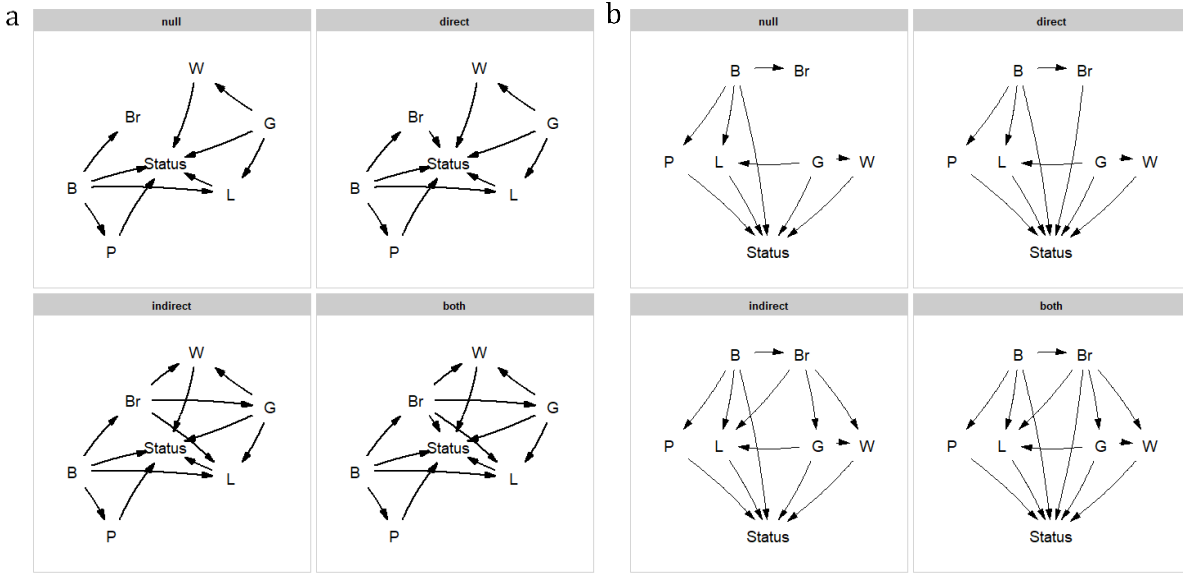 a
null
direct
W
Br
G
Status
B
L
P
W
Br
G
Status
B
L
P
indirect
both
W
Br
G
Status
B
L
P
W
Br
G
Status
B
L
P
b
null
direct
B Br
P L G W
Status
B Br
P L G W
Status
indirect
both
B Br
P L G W
Status
B Br
P L G W
Status